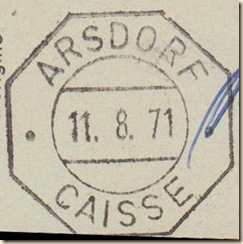 ARSDORF
11. 8. 71
CAISSE